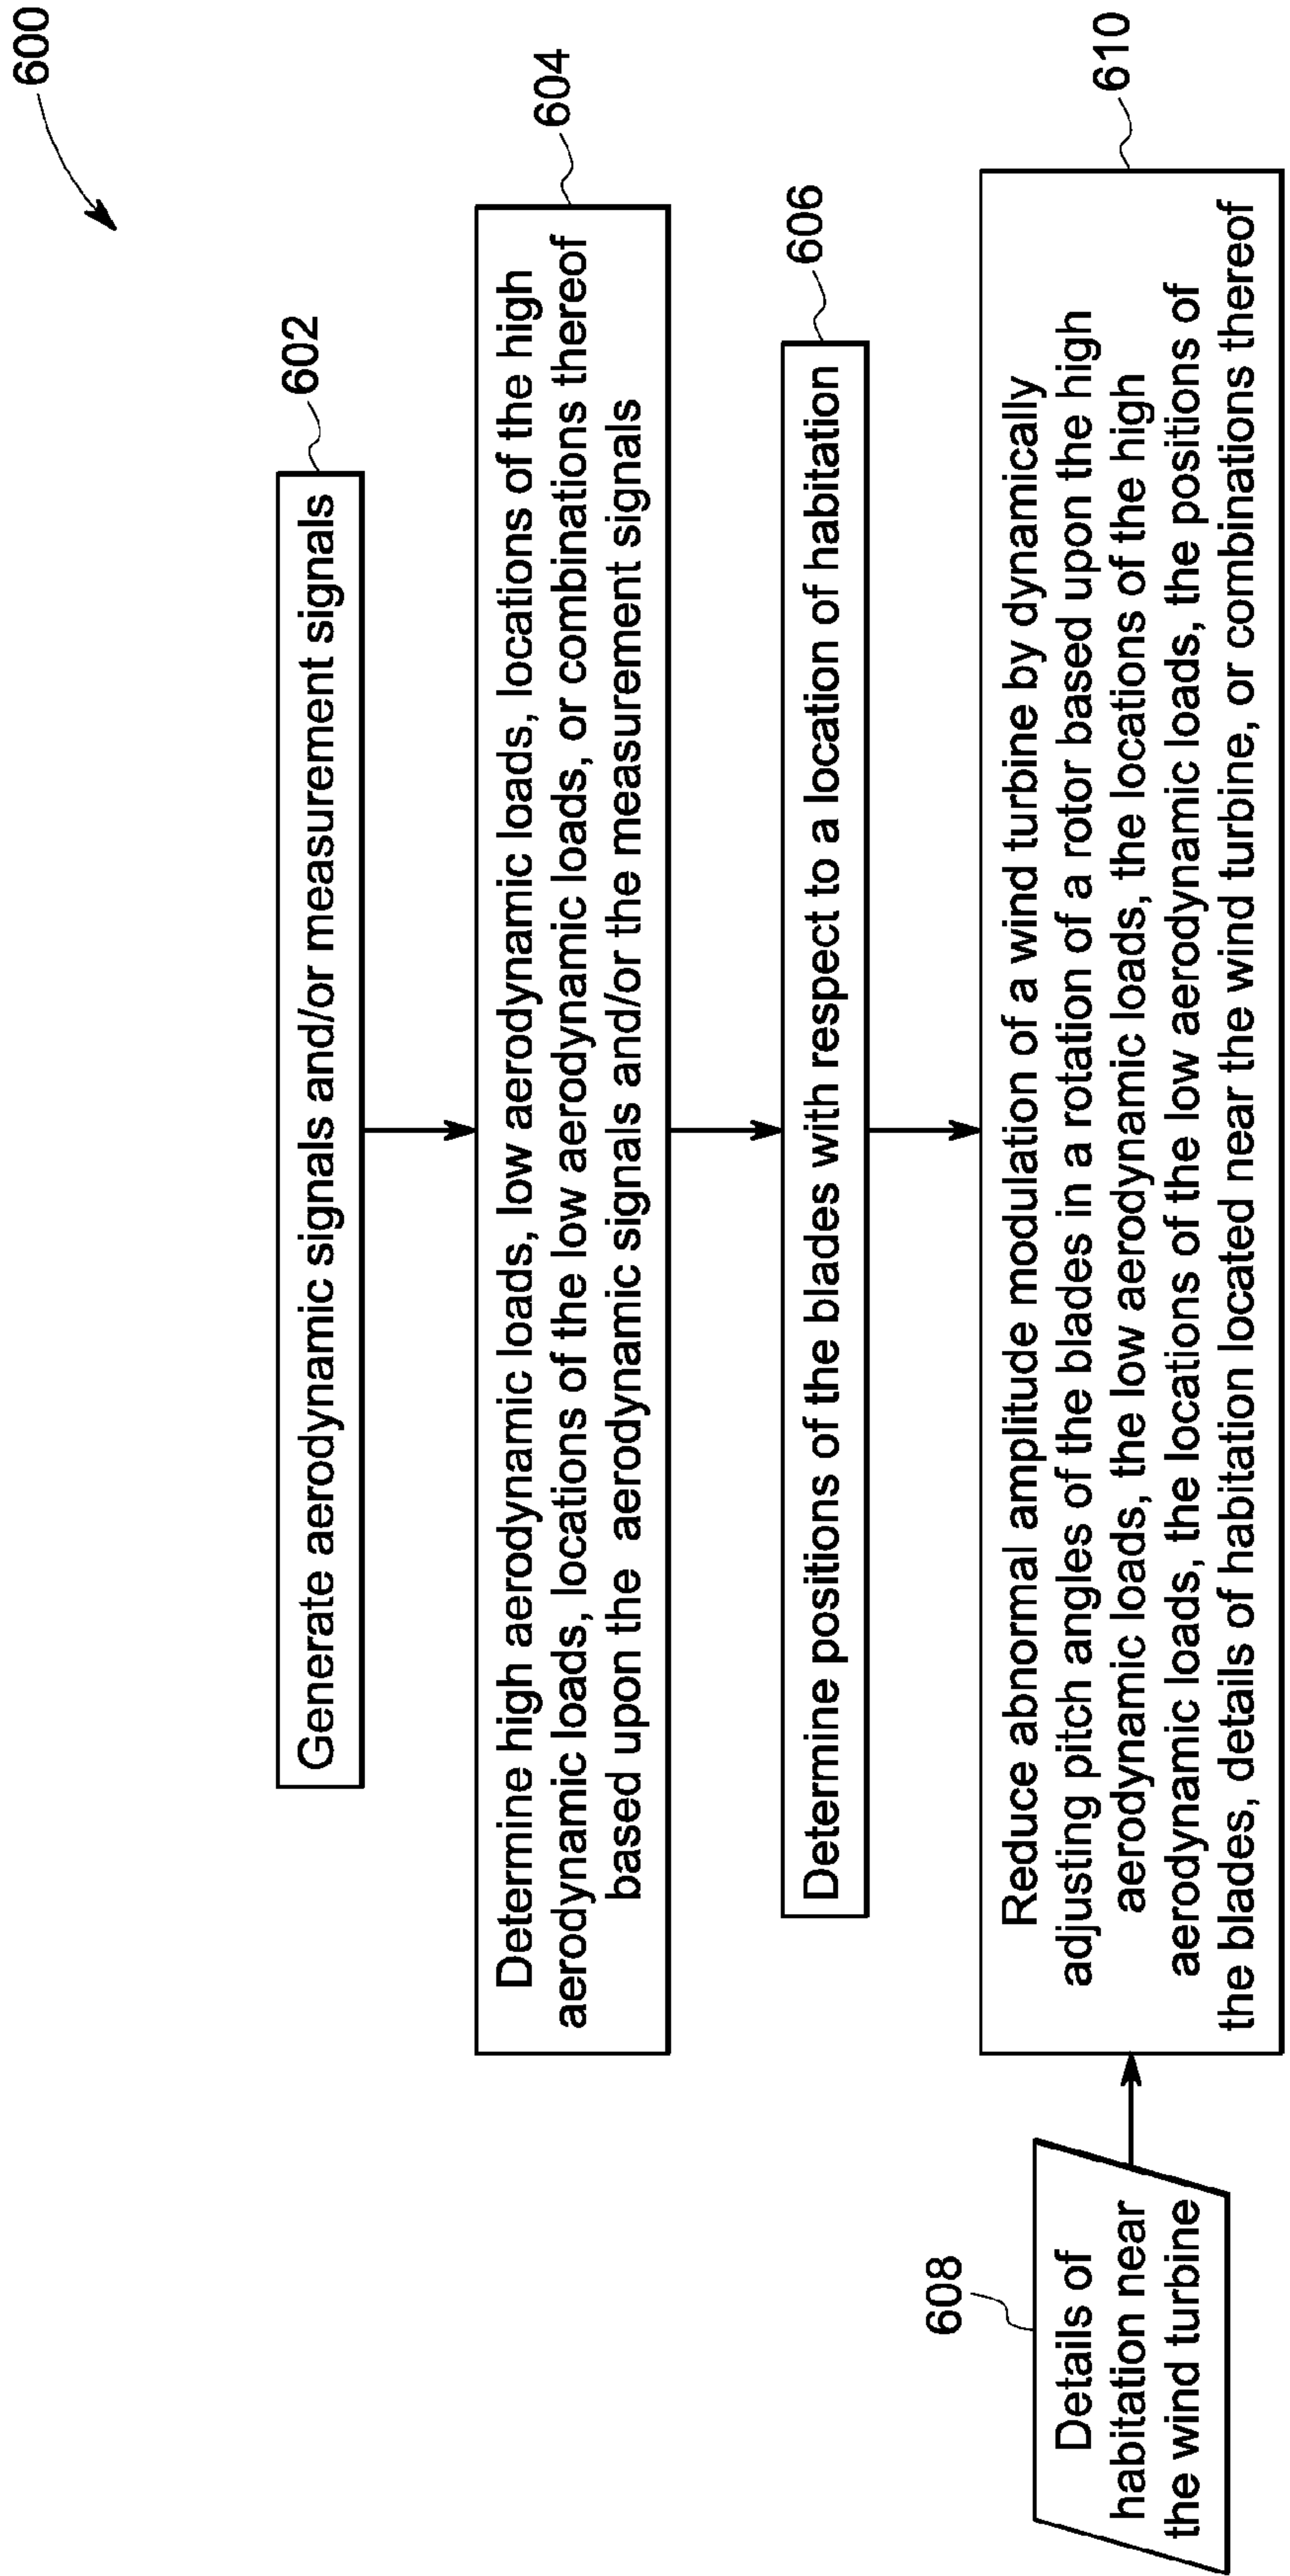 600
602
Generate aerodynamic signals and/or measurement signals
604
Determine high aerodynamic loads, low aerodynamic loads, locations of the high
aerodynamic loads, locations of the low aerodynamic loads, or combinations thereof
based upon the aerodynamic signals and/or the measurement signals
606
Determine positions of the blades with respect to a location of habitation
608
Details of
habitation near
the wind turbine
610
Reduce abnormal amplitude modulation of a wind turbine by dynamically
adjusting pitch angles of the blades in a rotation of a rotor based upon the high
aerodynamic loads, the low aerodynamic loads, the locations of the high
aerodynamic loads, the locations of the low aerodynamic loads, the positions of
the blades, details of habitation located near the wind turbine, or combinations thereof